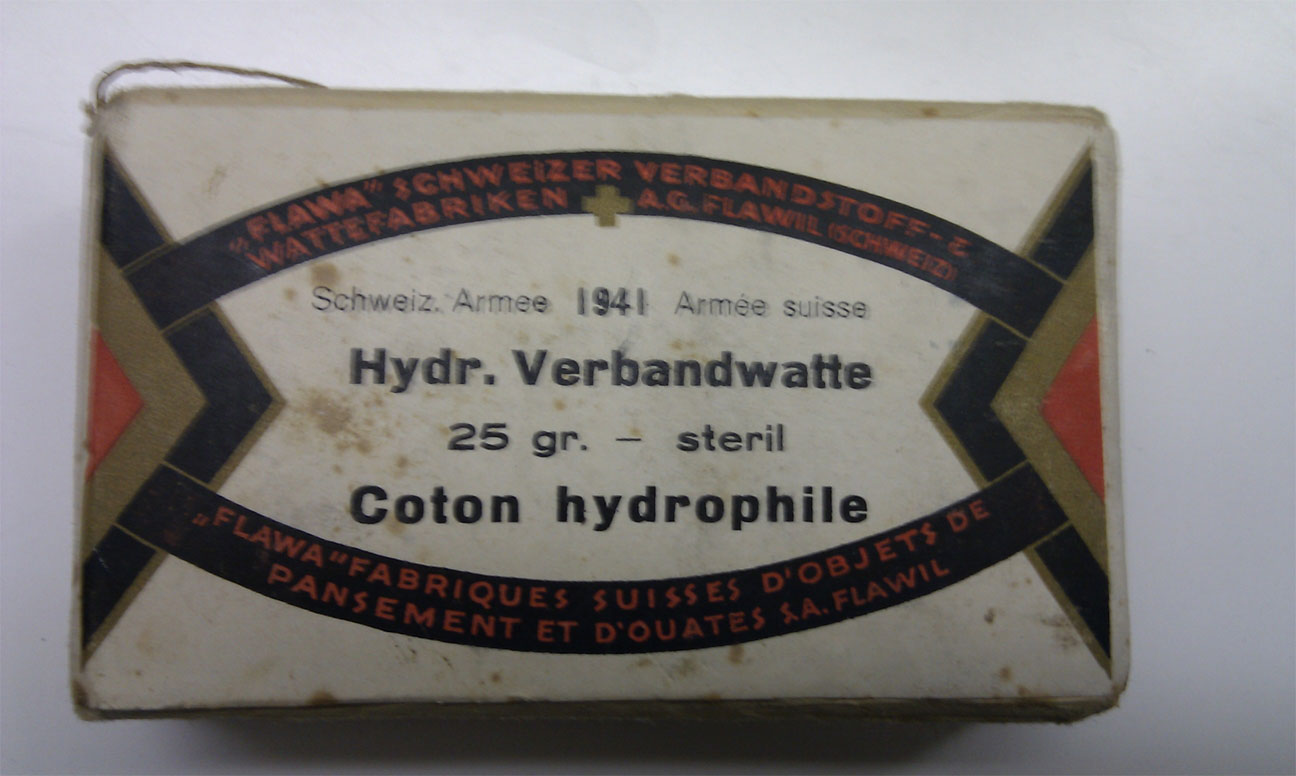 "FLAWA" SCHWEIZER VERBANDSTOFF- &
WATTEFABRIKEN A.G. FLAWIL (SCHWEIZ)
Schweiz. Armee 1941 Armée suisse
Hydr. Verbandwatte
25 gr. – steril
Coton hydrophile
„FLAWA" FABRIQUES SUISSES D'OBJETS DE
PANSEMENT ET D'OUATES S.A. FLAWIL